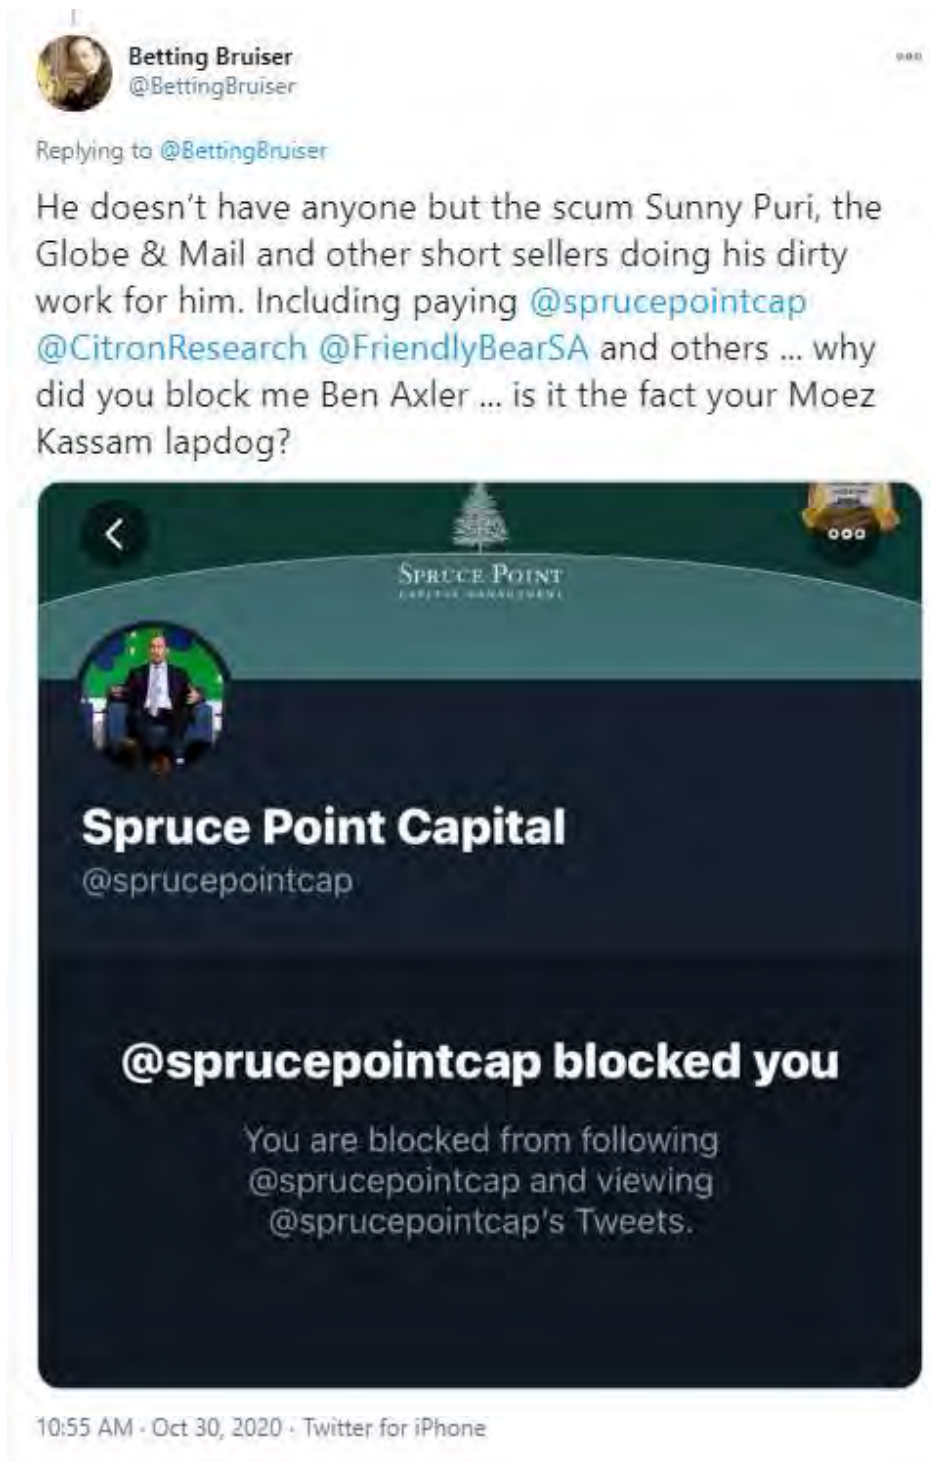 Betting Bruiser
@BettingBruiser
Replying to @BettingBruiser
He doesn't have anyone but the scum Sunny Puri, the
Globe & Mail and other short sellers doing his dirty
work for him. Including paying @sprucepointcap
@CitronResearch @FriendlyBearSA and others ... why
did you block me Ben Axler ... is it the fact your Moez
Kassam lapdog?
SPRUCE POINT
CAPITAL MANAGEMENT
Spruce Point Capital
@sprucepointcap
@sprucepointcap blocked you
You are blocked from following
@sprucepointcap and viewing
@sprucepointcap's Tweets.
10:55 AM · Oct 30, 2020 · Twitter for iPhone